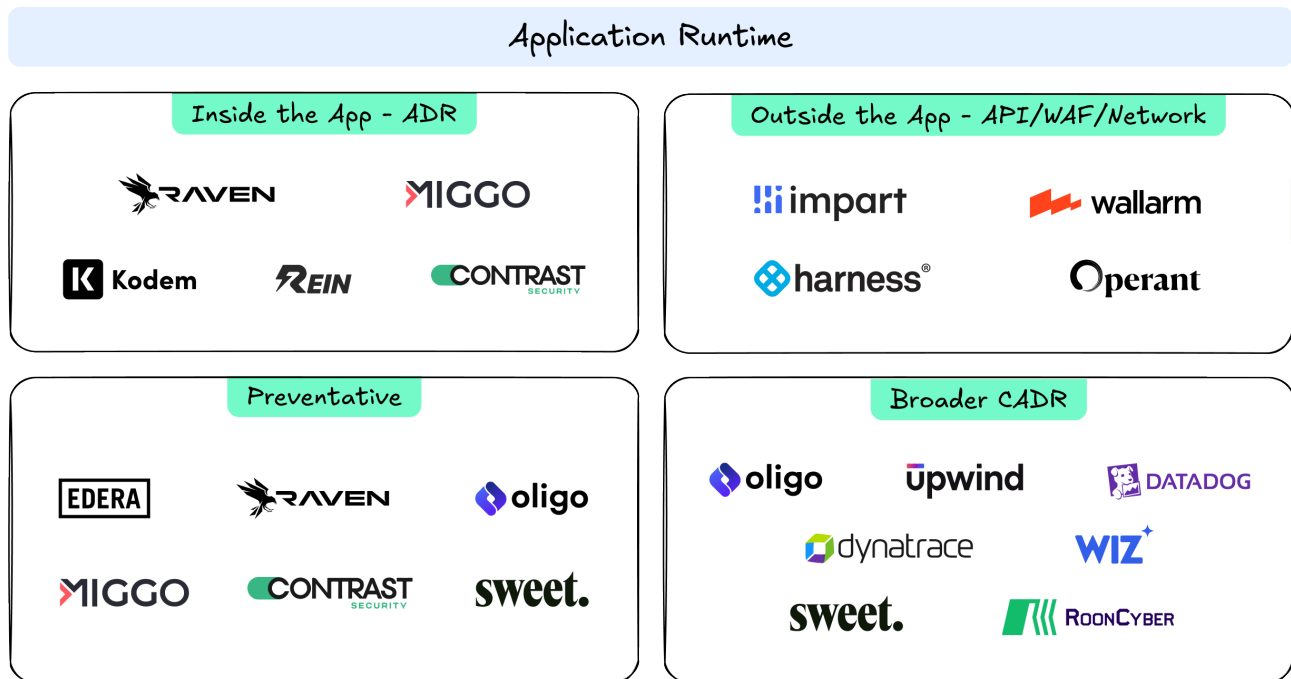 Application Runtime
Inside the App - ADR
RAVEN
MIGGO
Kodem
REIN
CONTRAST
SECURITY
Outside the App - API/WAF/Network
impart
wallarm
harness®
Operant
Preventative
EDERA
RAVEN
oligo
MIGGO
CONTRAST
SECURITY
sweet.
Broader CADR
oligo
upwind
DATADOG
dynatrace
WIZ
sweet.
ROONCYBER